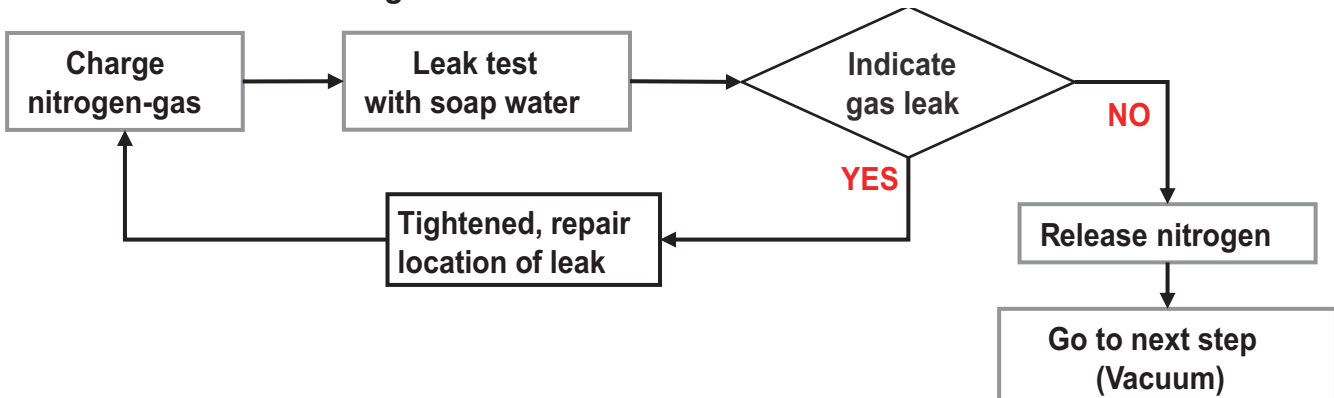 Charge
nitrogen-gas
Leak test
with soap water
Indicate
gas leak
NO
YES
Tightened, repair
location of leak
Release nitrogen
Go to next step
(Vacuum)